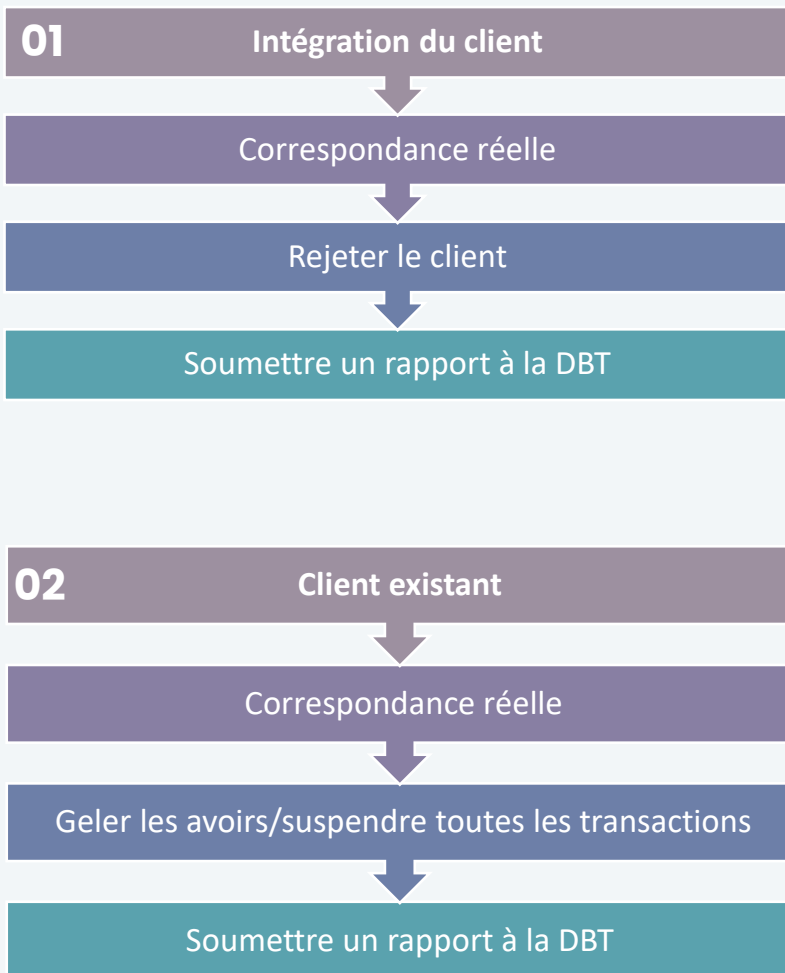 01 Intégration du client
Correspondance réelle
Rejeter le client
Soumettre un rapport à la DBT
02 Client existant
Correspondance réelle
Geler les avoirs/suspendre toutes les transactions
Soumettre un rapport à la DBT